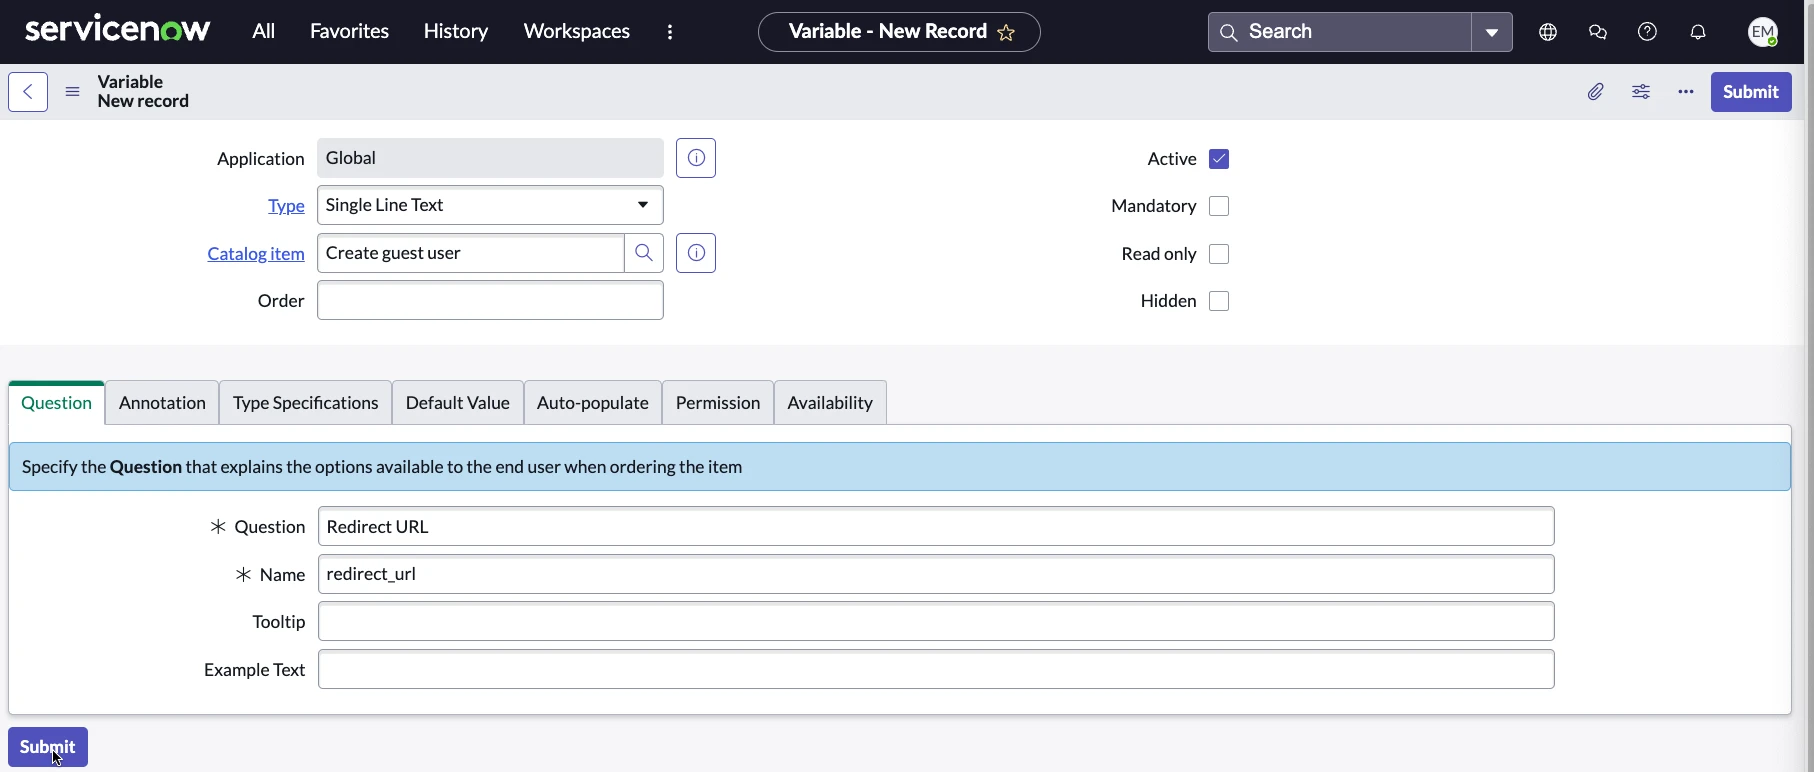 servicenow All Favorites History Workspaces Variable - New Record Search EM
Variable
New record
Submit
Application Global Active
Type Single Line Text Mandatory
Catalog item Create guest user Read only
Order Hidden
Question Annotation Type Specifications Default Value Auto-populate Permission Availability
Specify the Question that explains the options available to the end user when ordering the item
Question Redirect URL
Name redirect_url
Tooltip
Example Text
Submit